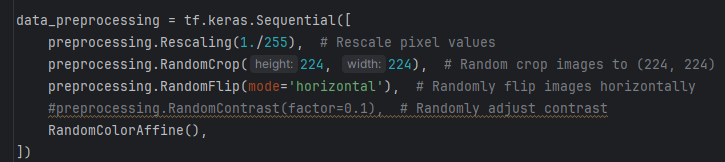 data_preprocessing = tf.keras.Sequential([
    preprocessing.Rescaling(1./255),  # Rescale pixel values
    preprocessing.RandomCrop( height: 224,  width: 224),  # Random crop images to (224, 224)
    preprocessing.RandomFlip(mode='horizontal'),  # Randomly flip images horizontally
    #preprocessing.RandomContrast(factor=0.1),  # Randomly adjust contrast
    RandomColorAffine(),
])